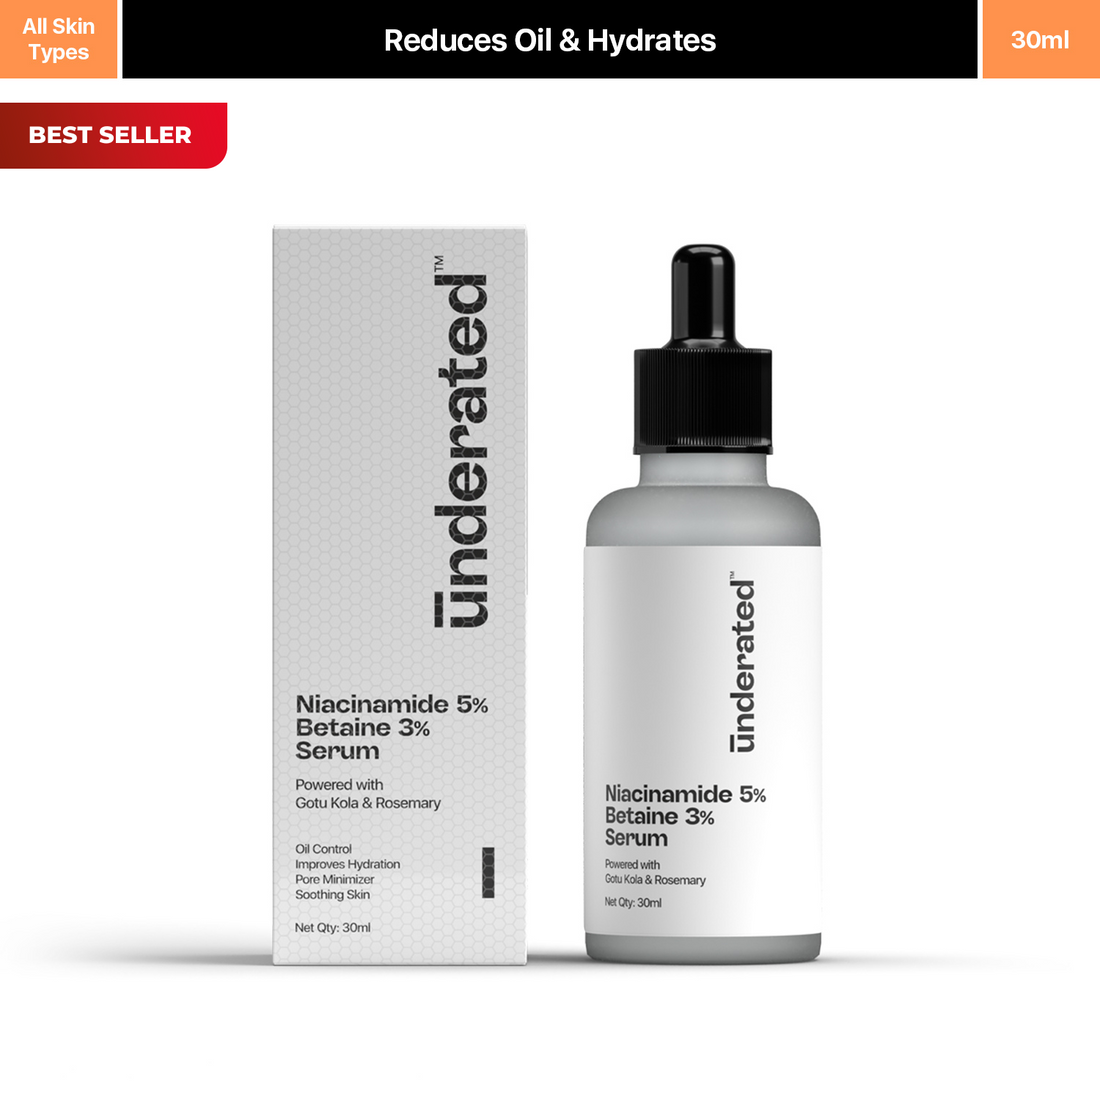 All Skin
Types
Reduces Oil & Hydrates
30ml
BEST SELLER
ūnderated™
Niacinamide 5%
Betaine 3%
Serum
Powered with
Gotu Kola & Rosemary
Oil Control
Improves Hydration
Pore Minimizer
Soothing Skin
Net Qty: 30ml
ūnderated™
Niacinamide 5%
Betaine 3%
Serum
Powered with
Gotu Kola & Rosemary
Net Qty: 30ml